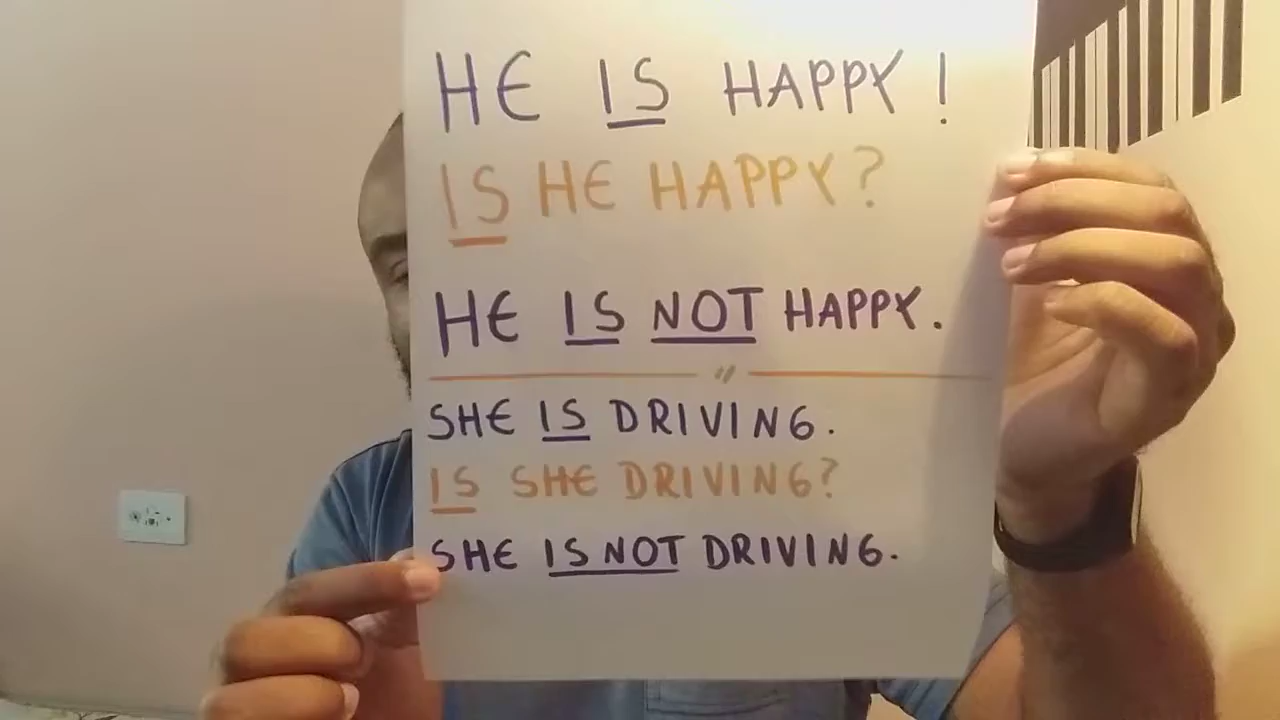 HE IS HAPPY!
IS HE HAPPY?
HE IS NOT HAPPY.
SHE IS DRIVING.
IS SHE DRIVING?
SHE IS NOT DRIVING.